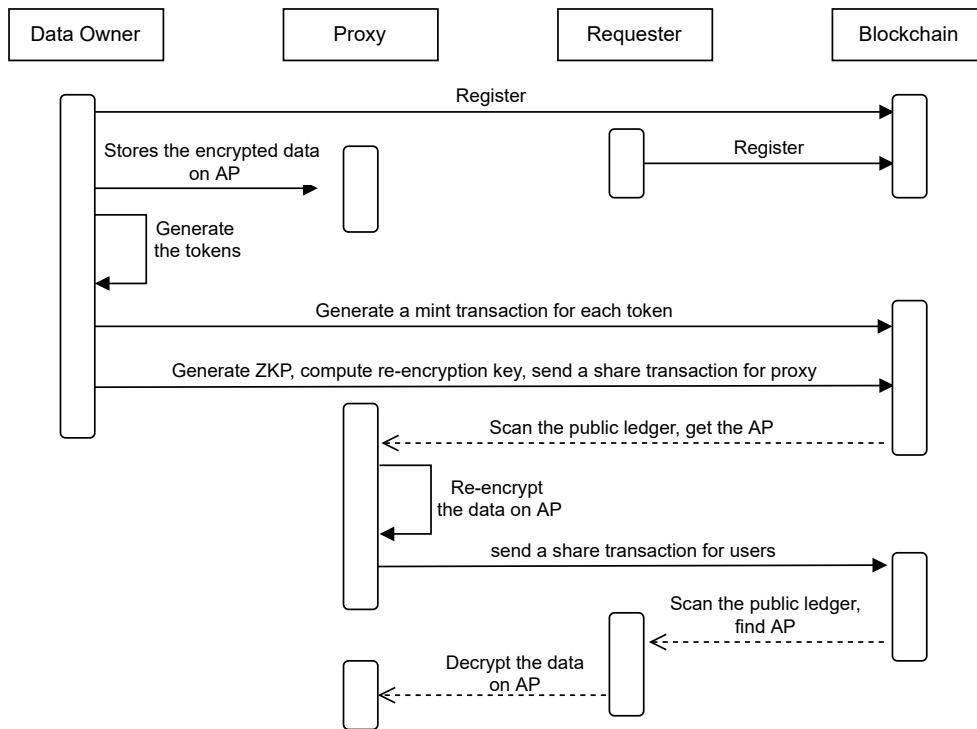 Data Owner
Proxy
Requester
Blockchain
Register
Register
Stores the encrypted data
on AP
Generate
the tokens
Generate a mint transaction for each token
Generate ZKP, compute re-encryption key, send a share transaction for proxy
Scan the public ledger, get the AP
Re-encrypt
the data on AP
send a share transaction for users
Scan the public ledger,
find AP
Decrypt the data
on AP